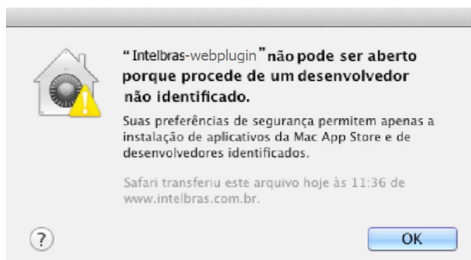 “Intelbras-webplugin” não pode ser aberto
porque procede de um desenvolvedor
não identificado.
Suas preferências de segurança permitem apenas a
instalação de aplicativos da Mac App Store e de
desenvolvedores identificados.
Safari transferiu este arquivo hoje às 11:36 de
www.intelbras.com.br.
?
OK